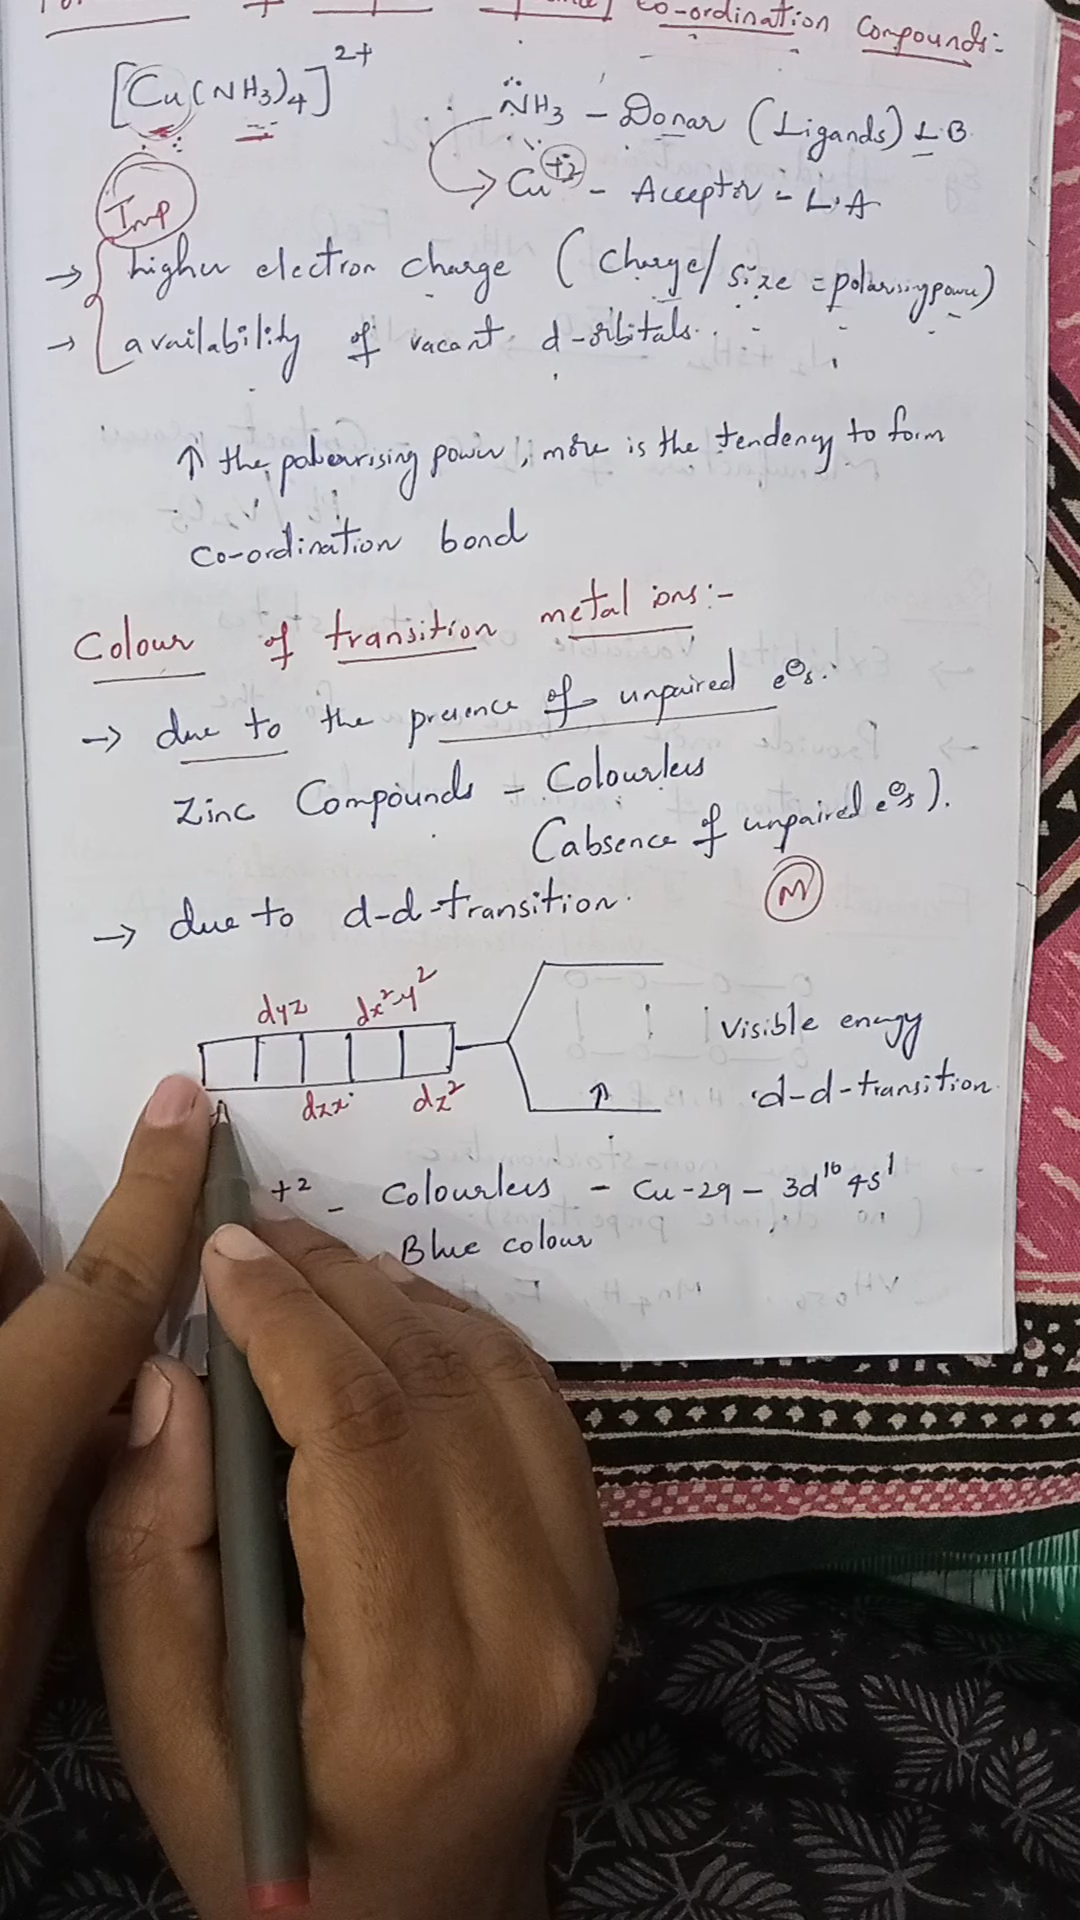 co-ordination Compounds:-
[Cu(NH3)4]2+
NH3 - Donar (Ligands) L.B
Cu+2 - Acceptor - L.A
Imp
→ higher electron charge (charge/size = polarising power)
→ availability of vacant d-orbitals.
↑ the polarising power, more is the tendency to form
co-ordination bond
Colour of transition metal ions:-
→ due to the presence of unpaired e⊖s.
Zinc Compounds - Colourless
(absence of unpaired e⊖s).
→ due to d-d-transition.
M
dyz dx²-y²
dzx dz²
Visible energy
d-d-transition.
+2 - Colourless - Cu-29 - 3d10 4s1
Blue colour